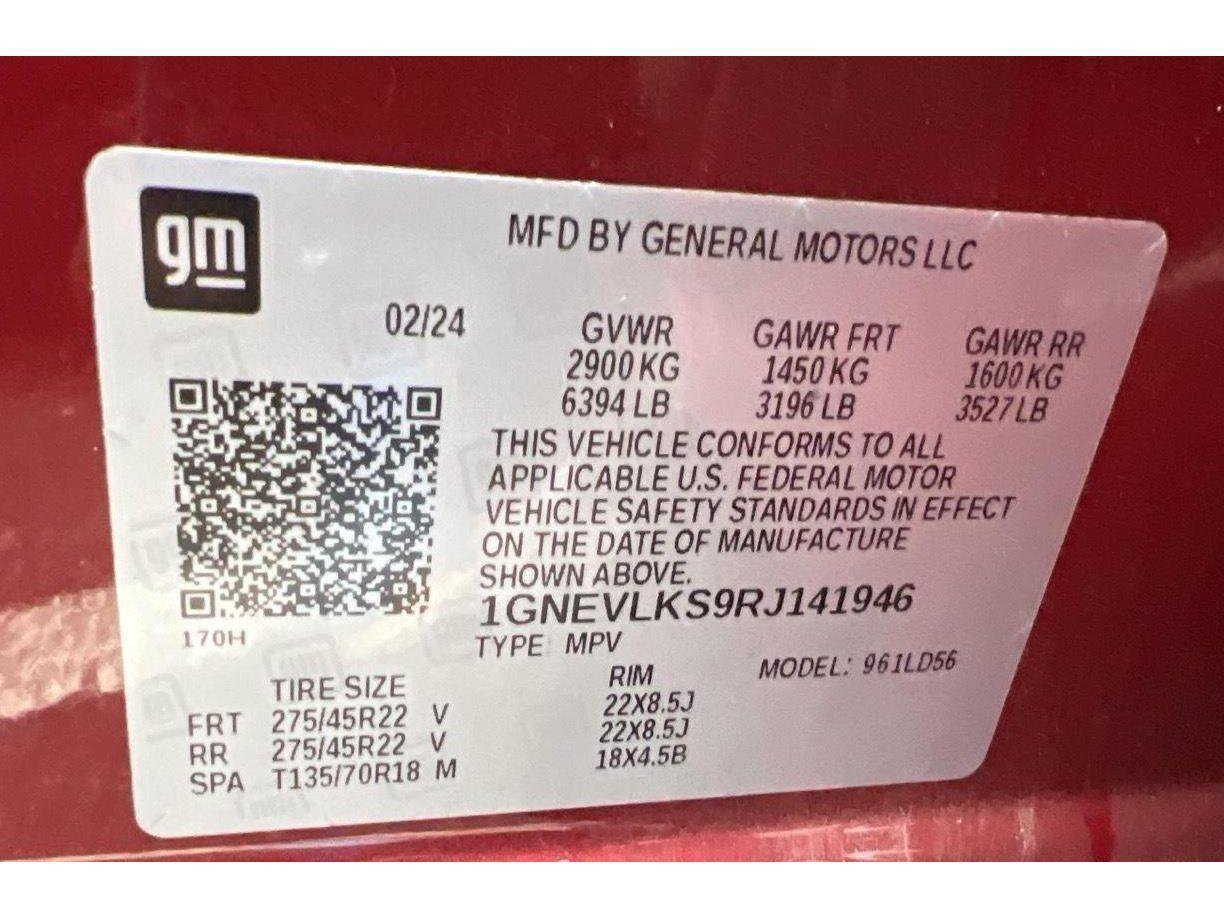 gm
MFD BY GENERAL MOTORS LLC
02/24 GVWR GAWR FRT GAWR RR
2900 KG 1450 KG 1600 KG
6394 LB 3196 LB 3527 LB
THIS VEHICLE CONFORMS TO ALL
APPLICABLE U.S. FEDERAL MOTOR
VEHICLE SAFETY STANDARDS IN EFFECT
ON THE DATE OF MANUFACTURE
SHOWN ABOVE.
1GNEVLKS9RJ141946
170H
TYPE: MPV MODEL: 961LD56
TIRE SIZE RIM
FRT 275/45R22 V 22X8.5J
RR 275/45R22 V 22X8.5J
SPA T135/70R18 M 18X4.5B